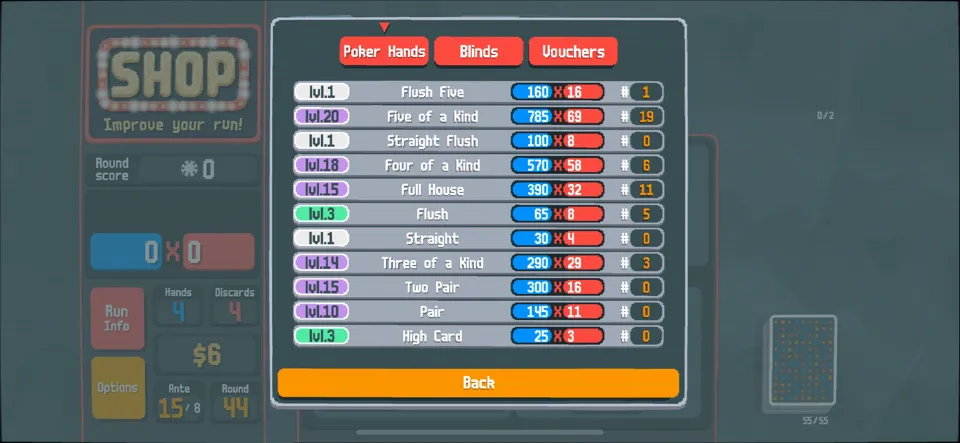 SHOP
Improve your run!
Round score 0
0 X 0
Run Info
Options
Hands 4
Discards 4
$6
Ante 15 / 8
Round 44
Poker Hands Blinds Vouchers
lvl.1 Flush Five 160 X 16 # 1
lvl.20 Five of a Kind 785 X 69 # 19
lvl.1 Straight Flush 100 X 8 # 0
lvl.18 Four of a Kind 570 X 58 # 6
lvl.15 Full House 390 X 32 # 11
lvl.3 Flush 65 X 8 # 5
lvl.1 Straight 30 X 4 # 0
lvl.14 Three of a Kind 290 X 29 # 3
lvl.15 Two Pair 300 X 16 # 0
lvl.10 Pair 145 X 11 # 0
lvl.3 High Card 25 X 3 # 0
Back
0/2
55/55